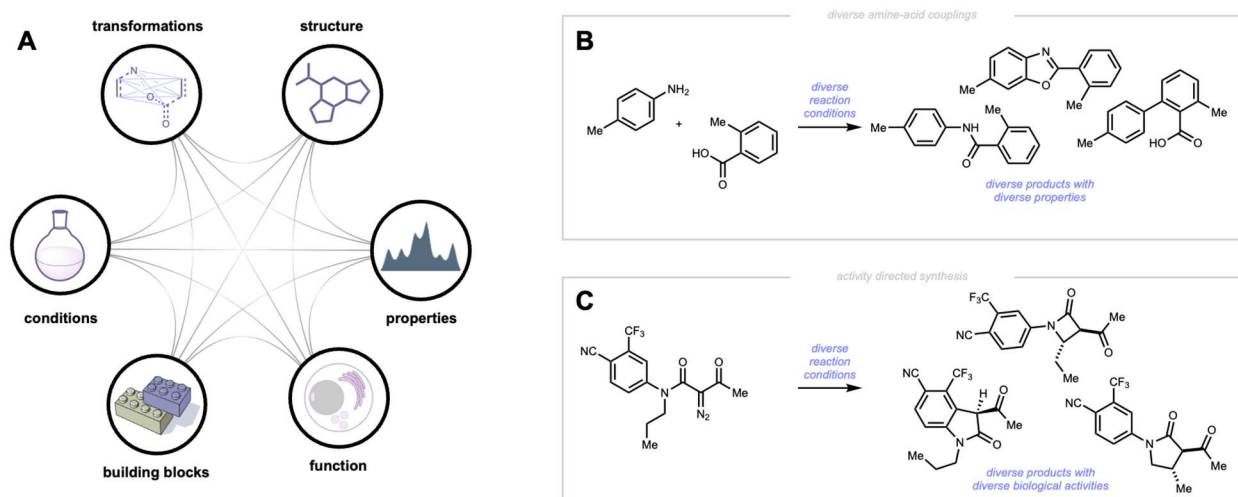 A
transformations
structure
N
O
O
conditions
properties
building blocks
function
diverse amine-acid couplings
B
NH₂
Me
+
Me
HO
O
diverse
reaction
conditions
Me
N
O
Me
Me
NH
O
Me
Me
Me
HO
O
diverse products with
diverse properties
activity directed synthesis
C
CF₃
NC
N
O
O
Me
N₂
Me
diverse
reaction
conditions
F₃C
NC
N
O
Me
O
Me
NC
CF₃
H
O
Me
O
N
Me
CF₃
NC
N
O
O
Me
Me
diverse products with
diverse biological activities